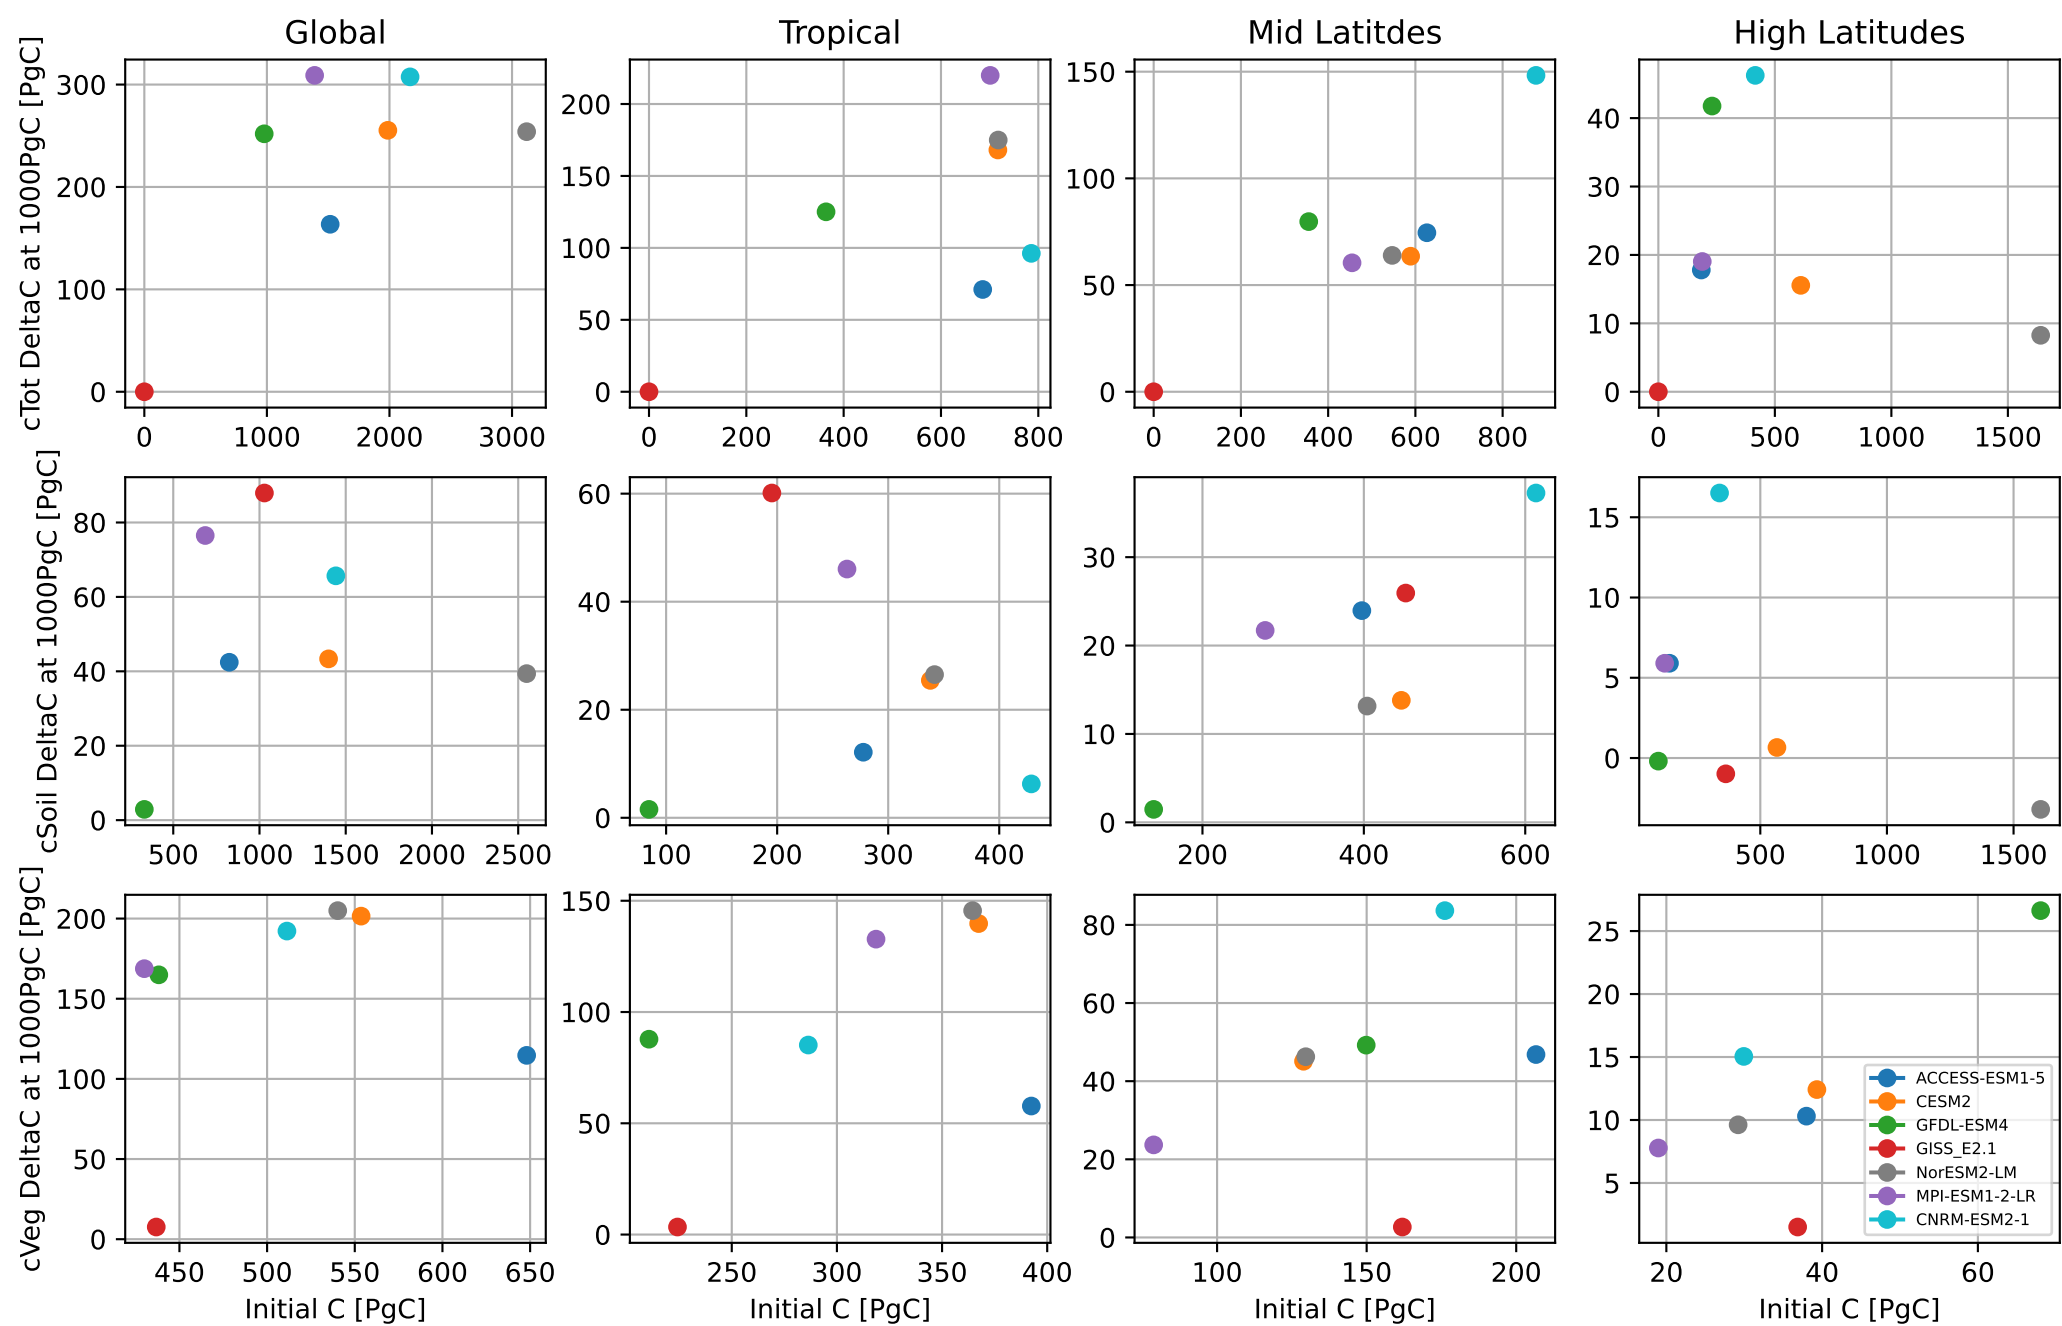 Global
Tropical
Mid Latitdes
High Latitudes
cTot DeltaC at 1000PgC [PgC]
300
200
100
0
0 1000 2000 3000
200
150
100
50
0
0 200 400 600 800
150
100
50
0
0 200 400 600 800
40
30
20
10
0
0 500 1000 1500
cSoil DeltaC at 1000PgC [PgC]
80
60
40
20
0
500 1000 1500 2000 2500
60
40
20
0
100 200 300 400
30
20
10
0
200 400 600
15
10
5
0
500 1000 1500
cVeg DeltaC at 1000PgC [PgC]
200
150
100
50
0
450 500 550 600 650
Initial C [PgC]
150
100
50
0
250 300 350 400
Initial C [PgC]
80
60
40
20
0
100 150 200
Initial C [PgC]
25
20
15
10
5
20 40 60
Initial C [PgC]
ACCESS-ESM1-5
CESM2
GFDL-ESM4
GISS_E2.1
NorESM2-LM
MPI-ESM1-2-LR
CNRM-ESM2-1